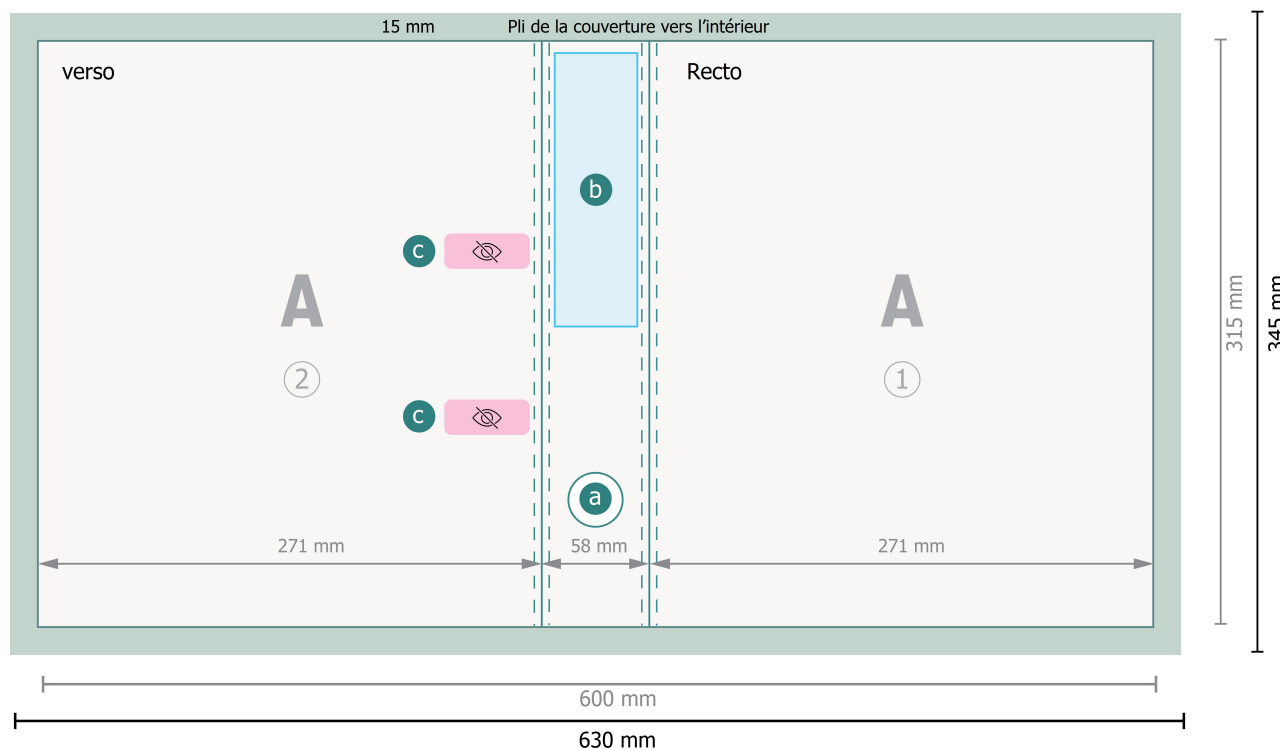 15 mm Pli de la couverture vers l’intérieur
verso
Recto
b
c
A
A
315 mm
345 mm
2
1
c
a
271 mm
58 mm
271 mm
600 mm
630 mm